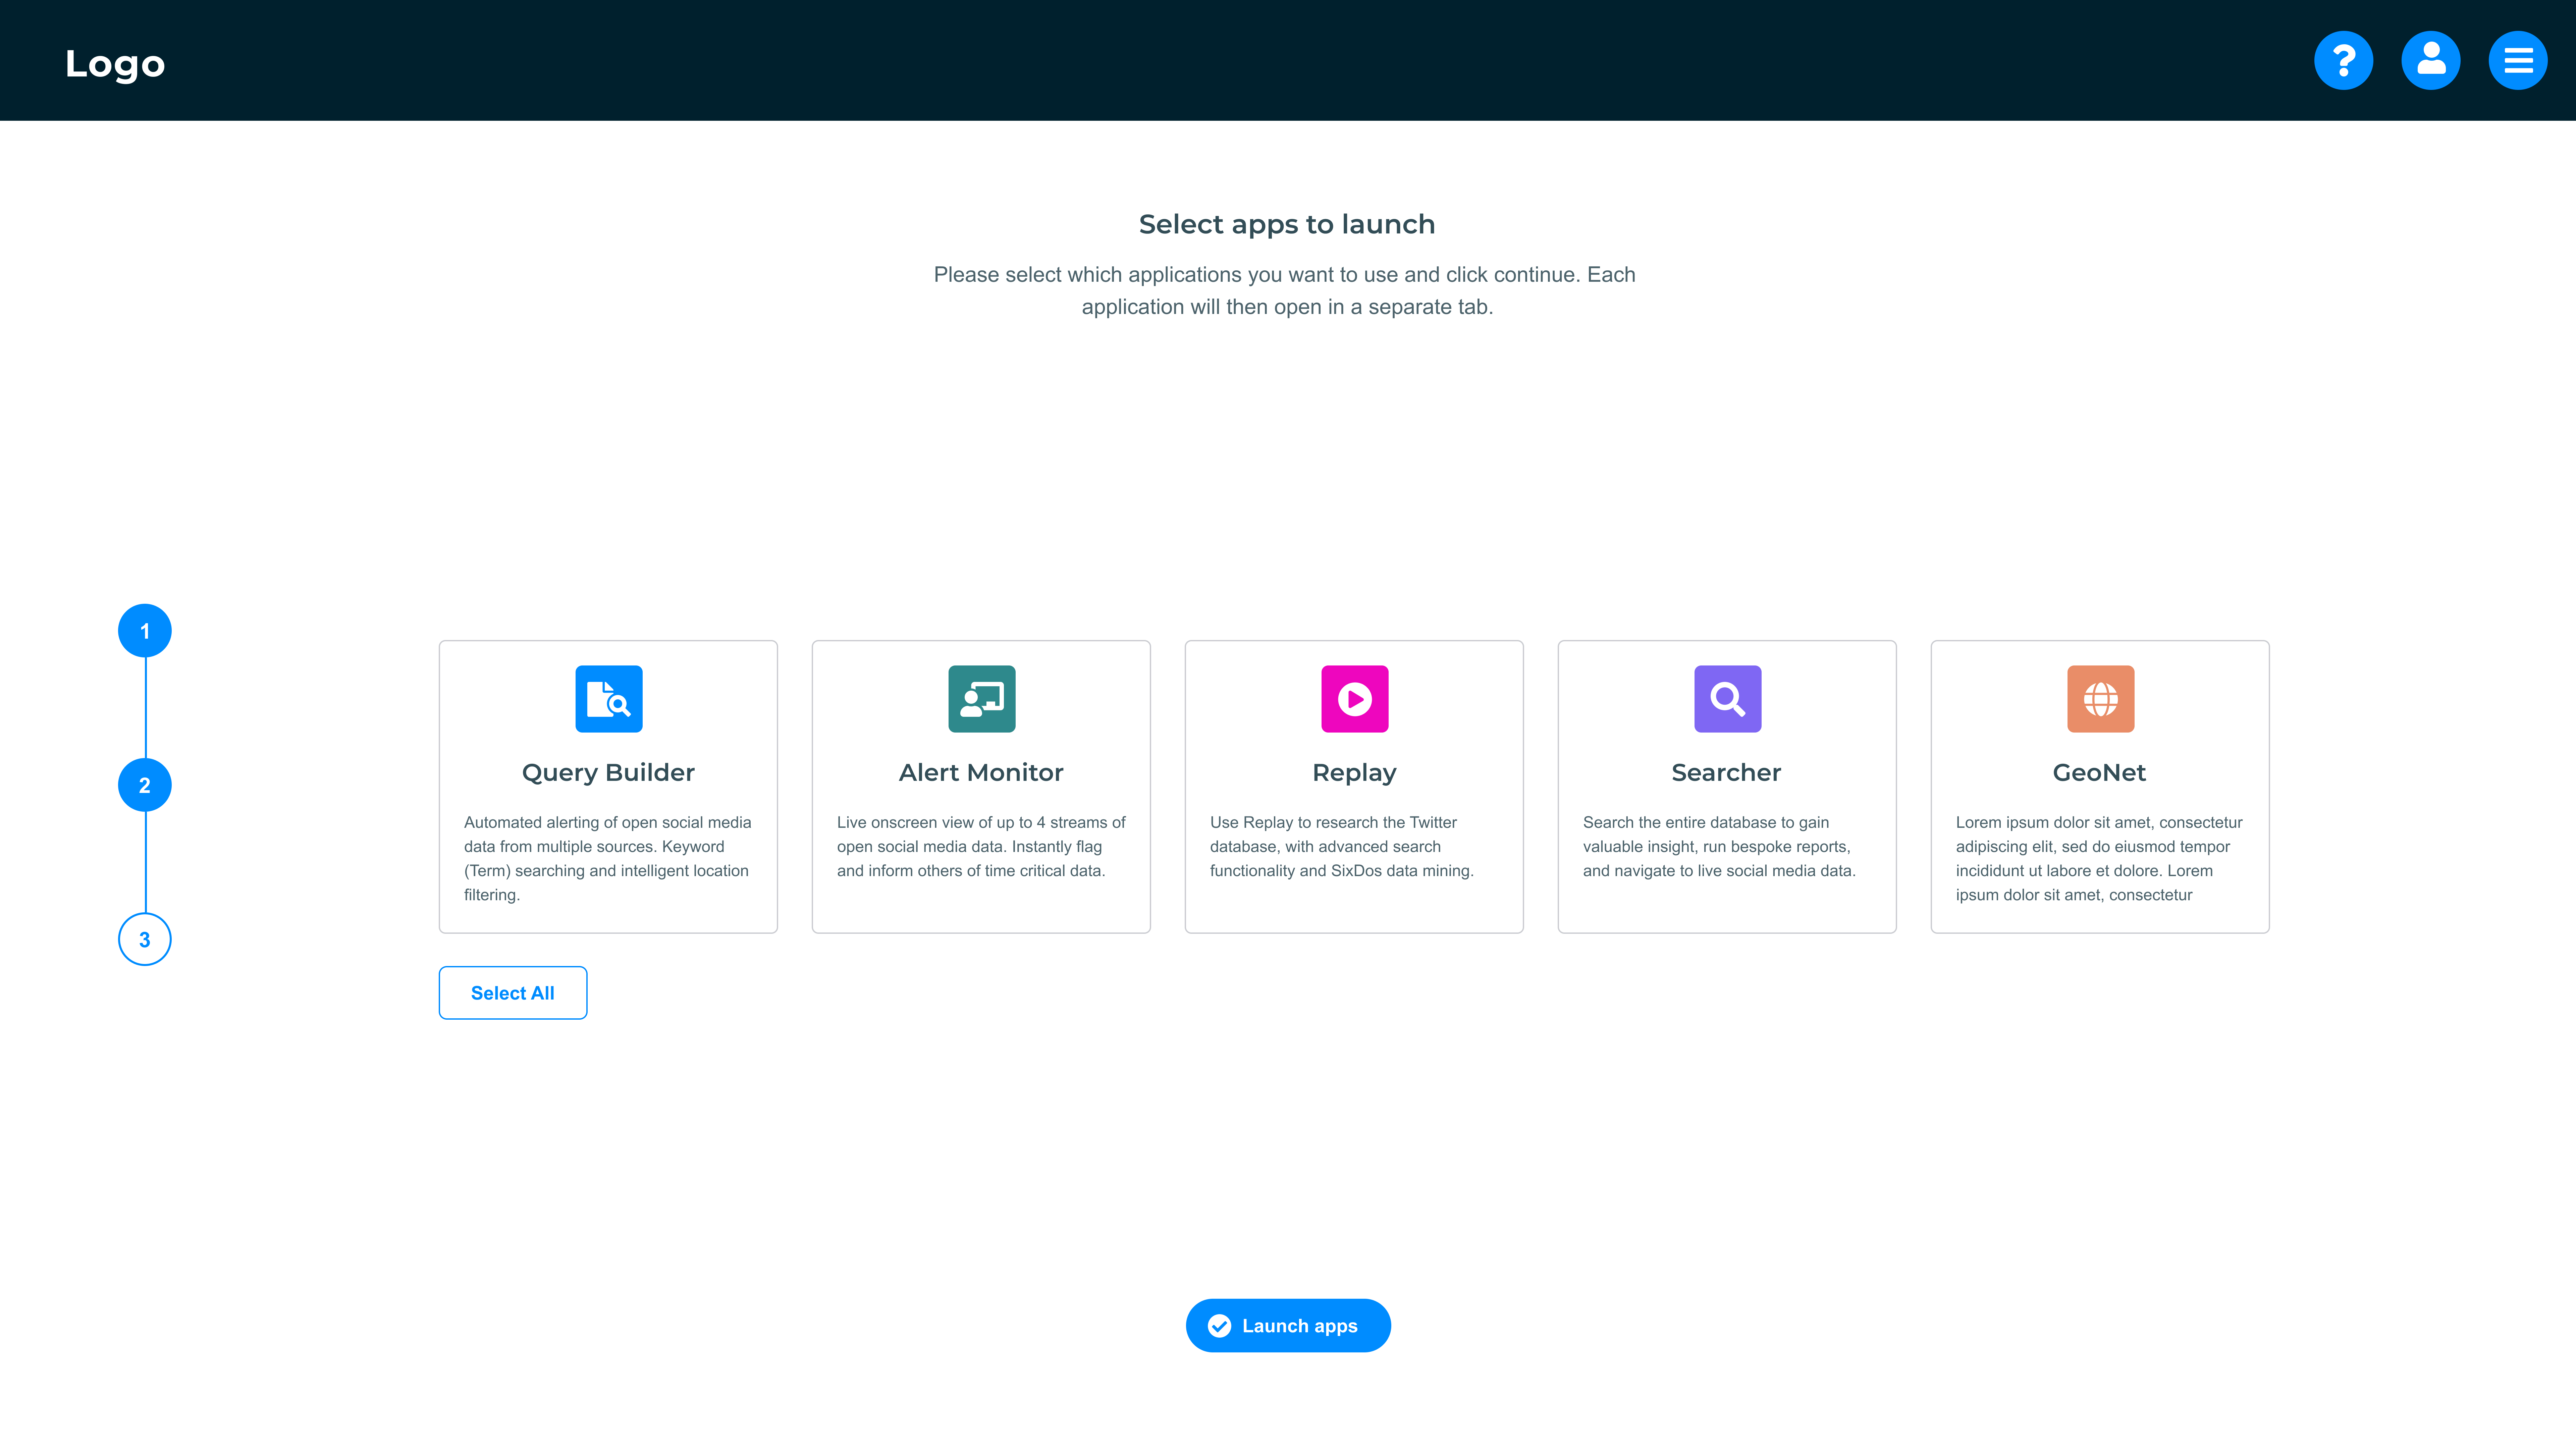 Logo
Select apps to launch
Please select which applications you want to use and click continue. Each
application will then open in a separate tab.
1
2
3
Query Builder
Automated alerting of open social media
data from multiple sources. Keyword
(Term) searching and intelligent location
filtering.
Alert Monitor
Live onscreen view of up to 4 streams of
open social media data. Instantly flag
and inform others of time critical data.
Replay
Use Replay to research the Twitter
database, with advanced search
functionality and SixDos data mining.
Searcher
Search the entire database to gain
valuable insight, run bespoke reports,
and navigate to live social media data.
GeoNet
Lorem ipsum dolor sit amet, consectetur
adipiscing elit, sed do eiusmod tempor
incididunt ut labore et dolore. Lorem
ipsum dolor sit amet, consectetur
Select All
Launch apps